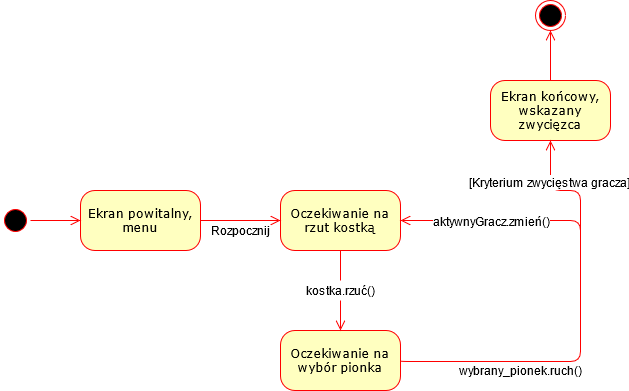 Ekran końcowy,
wskazany
zwycięzca
[Kryterium zwycięstwa gracza]
Ekran powitalny,
menu
Rozpocznij
Oczekiwanie na
rzut kostką
aktywnyGracz.zmień()
kostka.rzuć()
Oczekiwanie na
wybór pionka
wybrany_pionek.ruch()